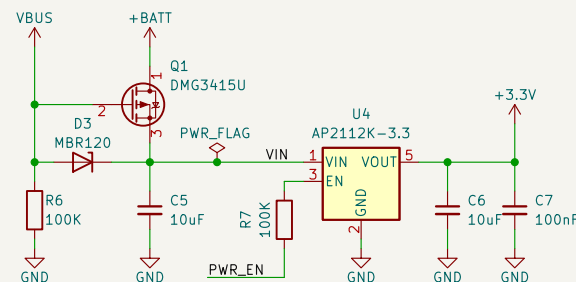 VBUS
+BATT
1
Q1
DMG3415U
2
3
D3
MBR120
PWR_FLAG
VIN
U4
AP2112K-3.3
1 VIN VOUT 5
3 EN
GND
2
+3.3V
R6
100K
C5
10uF
R7
100K
C6
10uF
C7
100nF
PWR_EN
GND
GND
GND
GND
GND